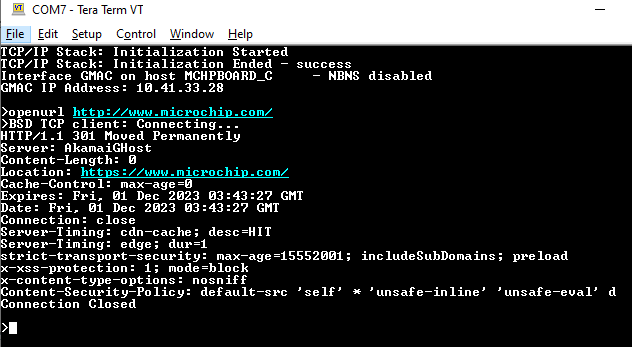 COM7 - Tera Term VT
File Edit Setup Control Window Help
TCP/IP Stack: Initialization Started
TCP/IP Stack: Initialization Ended - success
Interface GMAC on host MCHPBOARD_C     - NBNS disabled
GMAC IP Address: 10.41.33.28
>openurl http://www.microchip.com/
>BSD TCP client: Connecting...
HTTP/1.1 301 Moved Permanently
Server: AkamaiGHost
Content-Length: 0
Location: https://www.microchip.com/
Cache-Control: max-age=0
Expires: Fri, 01 Dec 2023 03:43:27 GMT
Date: Fri, 01 Dec 2023 03:43:27 GMT
Connection: close
Server-Timing: cdn-cache; desc=HIT
Server-Timing: edge; dur=1
strict-transport-security: max-age=15552001; includeSubDomains; preload
x-xss-protection: 1; mode=block
x-content-type-options: nosniff
Content-Security-Policy: default-src 'self' * 'unsafe-inline' 'unsafe-eval' d
Connection Closed
>